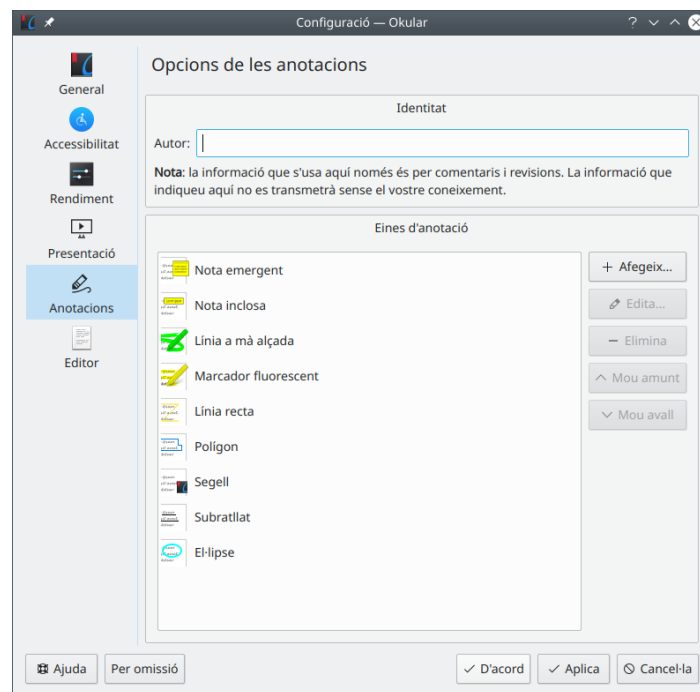 Configuració — Okular
General
Accessibilitat
Rendiment
Presentació
Anotacions
Editor
Opcions de les anotacions
Identitat
Autor:
Nota: la informació que s'usa aquí només és per comentaris i revisions. La informació que
indiqueu aquí no es transmetrà sense el vostre coneixement.
Eines d'anotació
Nota emergent
Nota inclosa
Línia a mà alçada
Marcador fluorescent
Línia recta
Polígon
Segell
Subratllat
El·lipse
+ Afegeix...
Edita...
Elimina
Mou amunt
Mou avall
Ajuda
Per omissió
D'acord
Aplica
Cancel·la